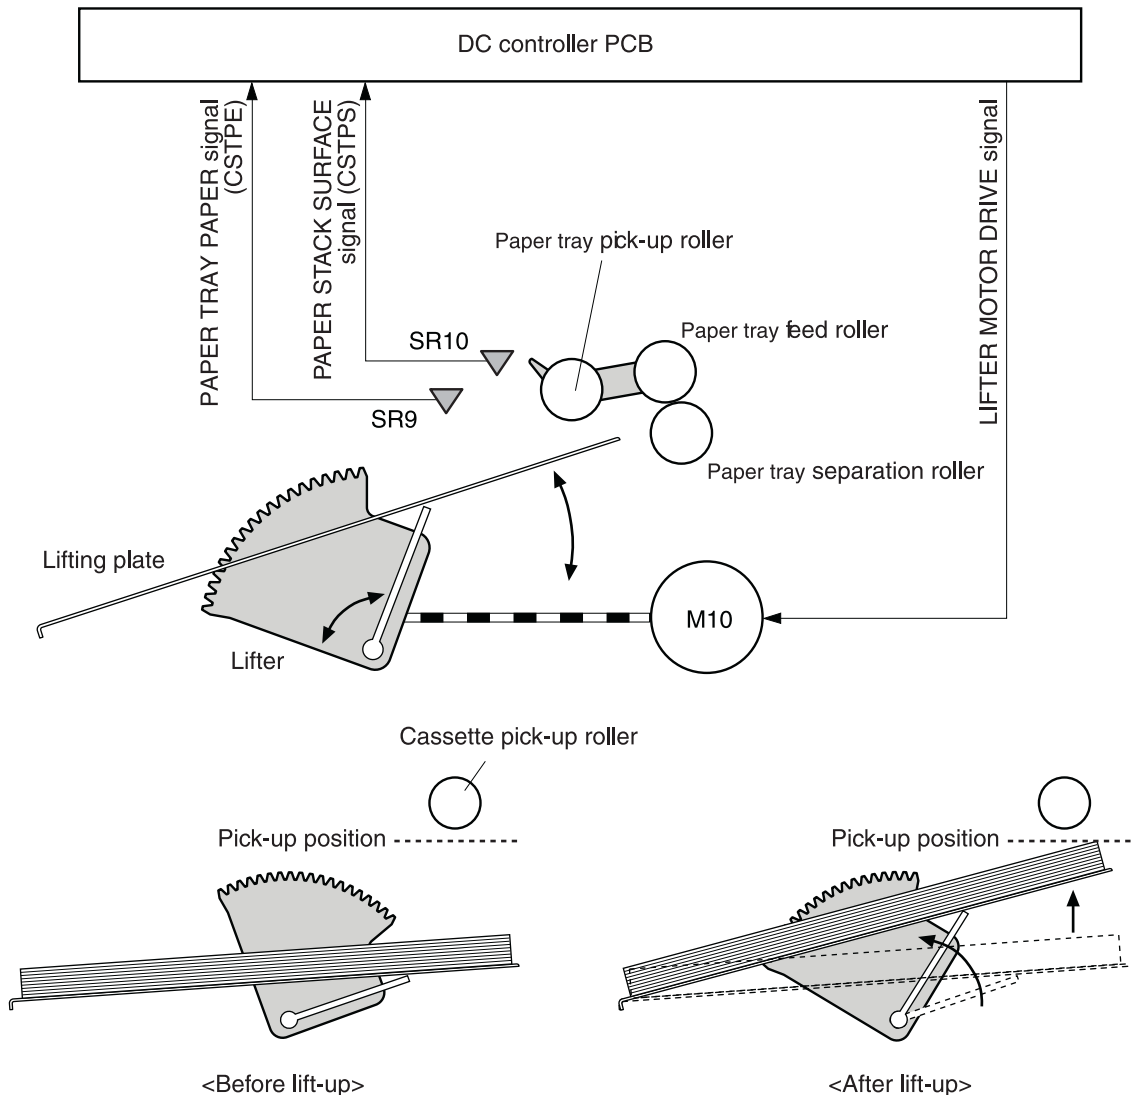 DC controller PCB
PAPER TRAY PAPER signal
(CSTPE)
PAPER STACK SURFACE
signal (CSTPS)
LIFTER MOTOR DRIVE signal
Paper tray pick-up roller
SR10
Paper tray feed roller
SR9
Paper tray separation roller
Lifting plate
M10
Lifter
Cassette pick-up roller
Pick-up position
Pick-up position
<Before lift-up>
<After lift-up>